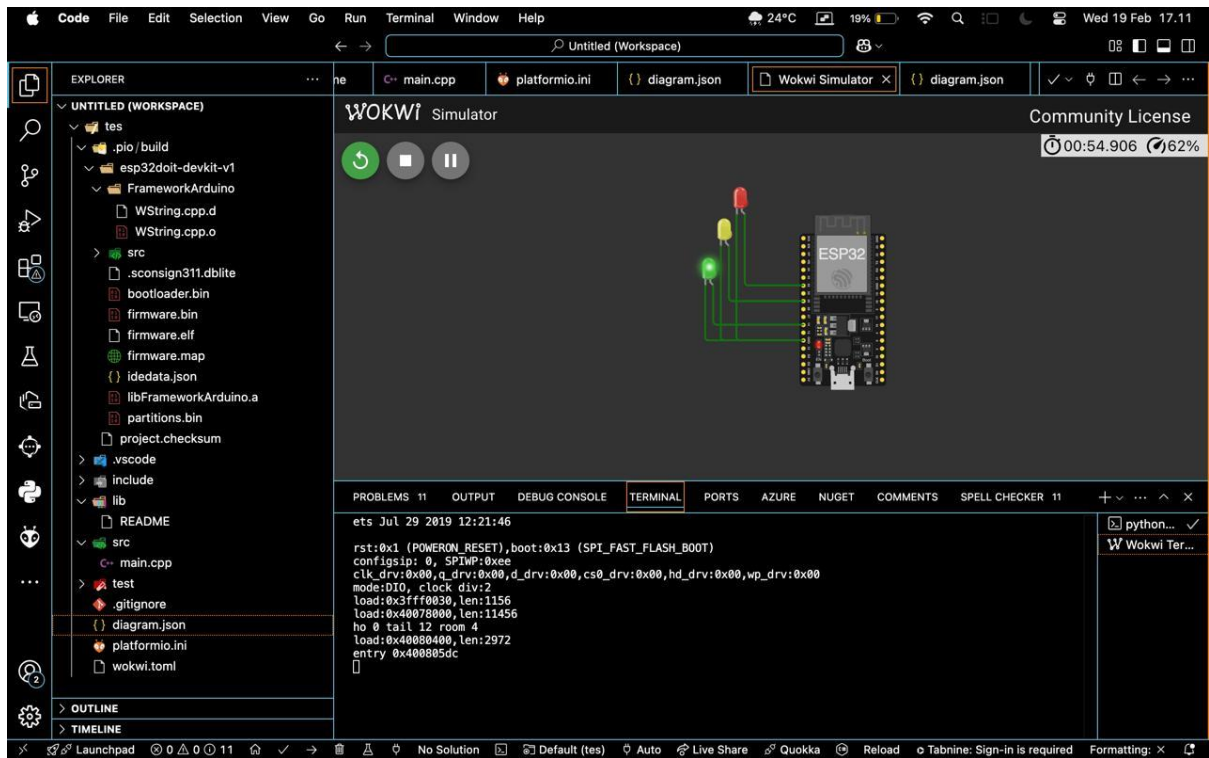 Code File Edit Selection View Go Run Terminal Window Help 24°C 19% Wed 19 Feb 17.11
Untitled (Workspace)
EXPLORER
me main.cpp platformio.ini diagram.json Wokwi Simulator diagram.json
UNTITLED (WORKSPACE)
tes
.pio/build
esp32doit-devkit-v1
FrameworkArduino
WString.cpp.d
WString.cpp.o
src
.sconsign311.dblite
bootloader.bin
firmware.bin
firmware.elf
firmware.map
idedata.json
libFrameworkArduino.a
partitions.bin
project.checksum
.vscode
include
lib
README
src
main.cpp
test
.gitignore
diagram.json
platformio.ini
wokwi.toml
OUTLINE
TIMELINE
2
WOKWi Simulator
Community License
00:54.906 62%
ESP32
PROBLEMS 11 OUTPUT DEBUG CONSOLE TERMINAL PORTS AZURE NUGET COMMENTS SPELL CHECKER 11
ets Jul 29 2019 12:21:46
rst:0x1 (POWERON_RESET),boot:0x13 (SPI_FAST_FLASH_BOOT)
configsip: 0, SPIWP:0xee
clk_drv:0x00,q_drv:0x00,d_drv:0x00,cs0_drv:0x00,hd_drv:0x00,wp_drv:0x00
mode:DIO, clock div:2
load:0x3fff0030,len:1156
load:0x40078000,len:11456
ho 0 tail 12 room 4
load:0x40080400,len:2972
entry 0x400805dc
python...
Wokwi Ter...
Launchpad 0 0 11 No Solution Default (tes) Auto Live Share Quokka Reload Tabnine: Sign-in is required Formatting: ×